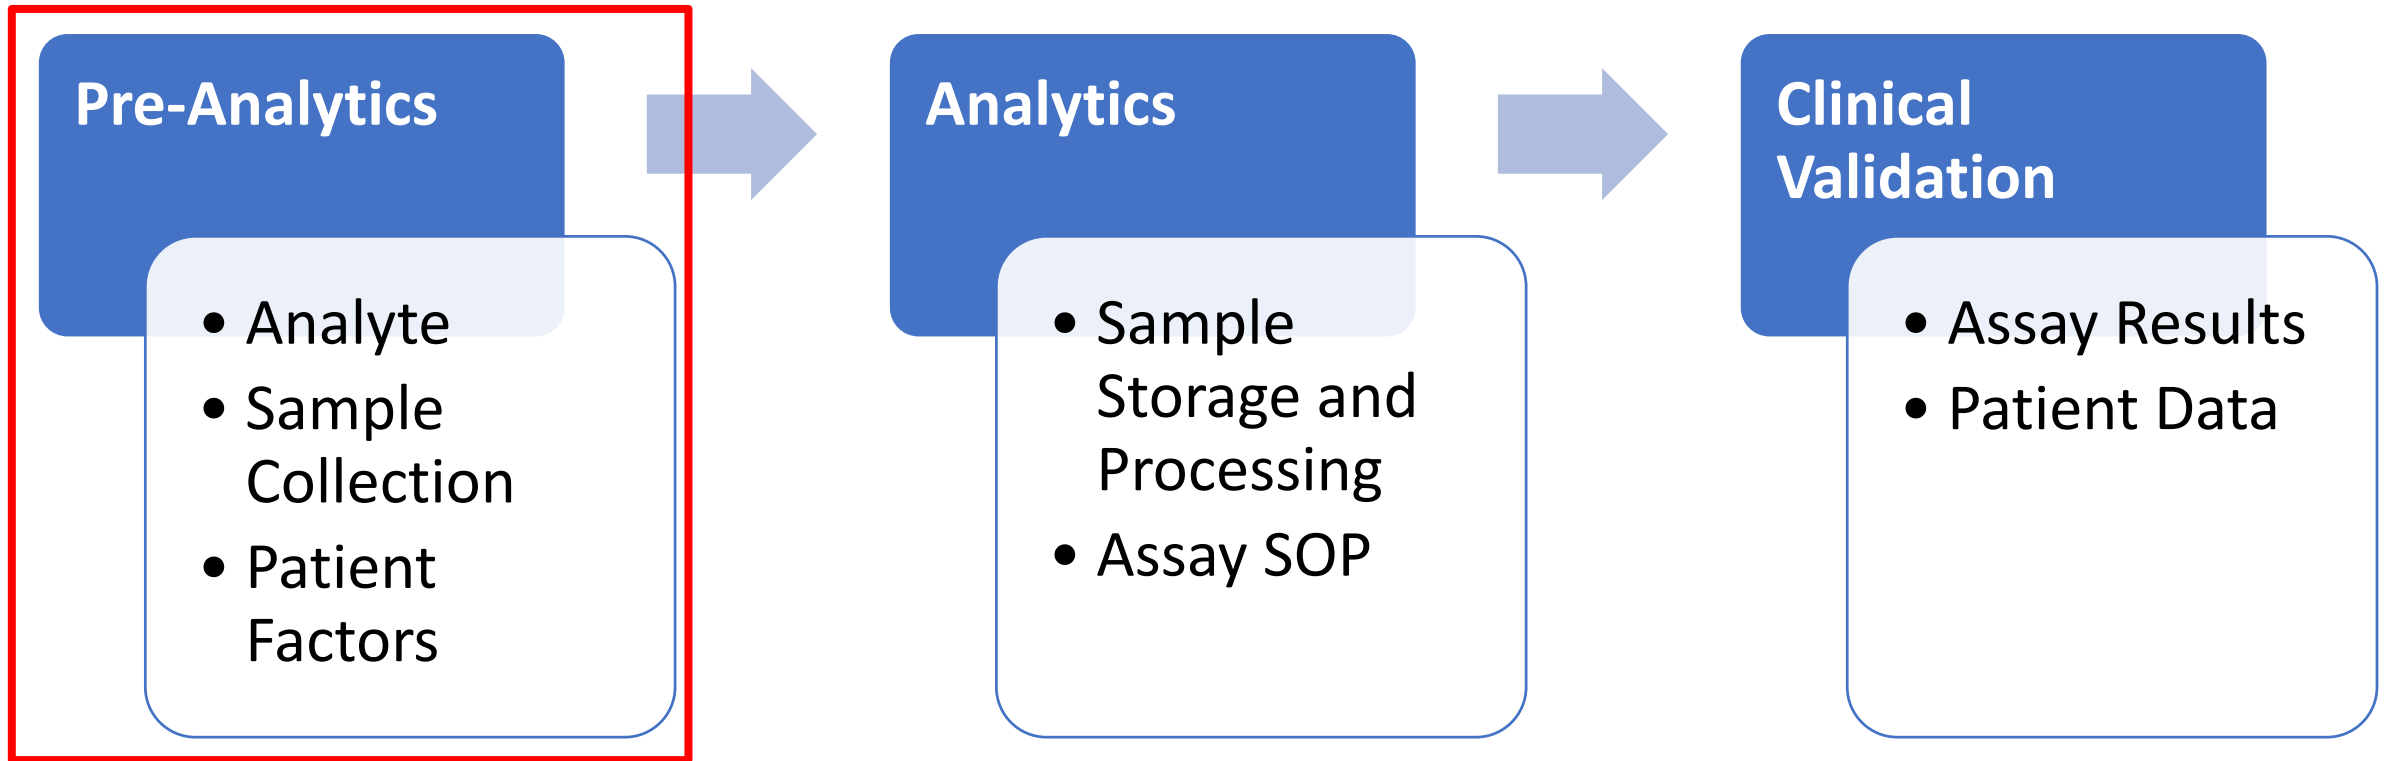 Pre-Analytics
• Analyte
• Sample
Collection
• Patient
Factors
Analytics
• Sample
Storage and
Processing
• Assay SOP
Clinical
Validation
• Assay Results
• Patient Data